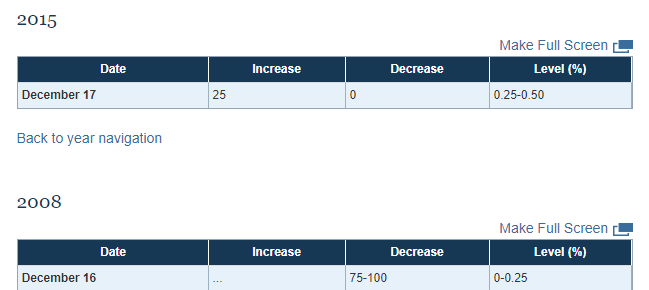 2015
Make Full Screen
Date Increase Decrease Level (%)
December 17 25 0 0.25-0.50
Back to year navigation
2008
Make Full Screen
Date Increase Decrease Level (%)
December 16 ... 75-100 0-0.25